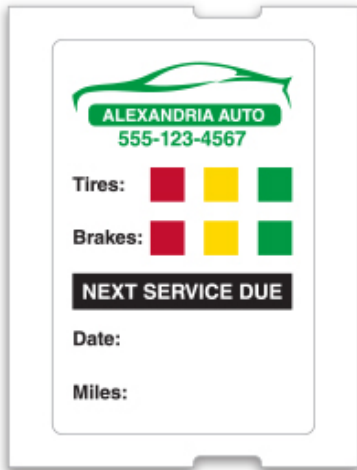 ALEXANDRIA AUTO
555-123-4567
Tires:
Brakes:
NEXT SERVICE DUE
Date:
Miles: